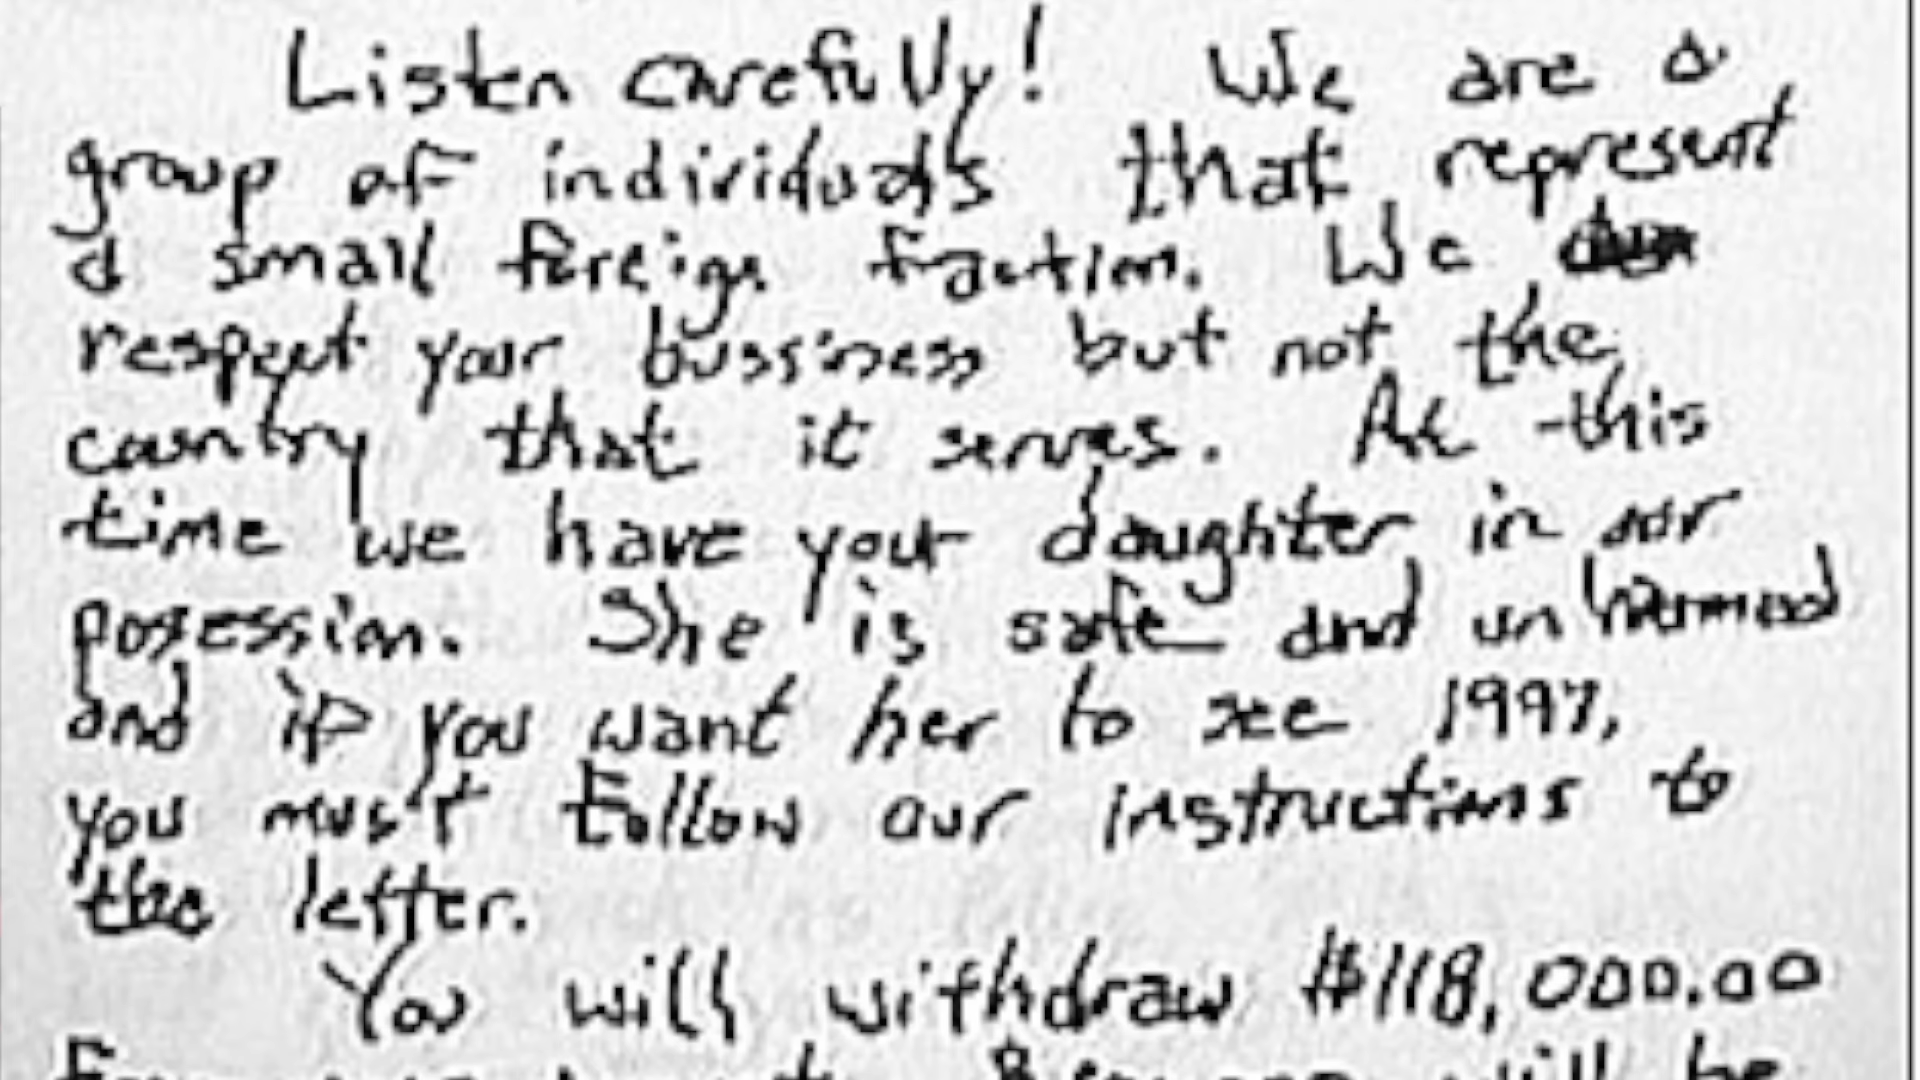 Listen carefully! We are a
group of individuals that represent
a small foreign faction. We
respect your bussiness but not the
country that it serves. At this
time we have your daughter in our
posession. She is safe and unharmed
and if you want her to see 1997,
you must follow our instructions to
the letter.
You will withdraw $118,000.00
will be